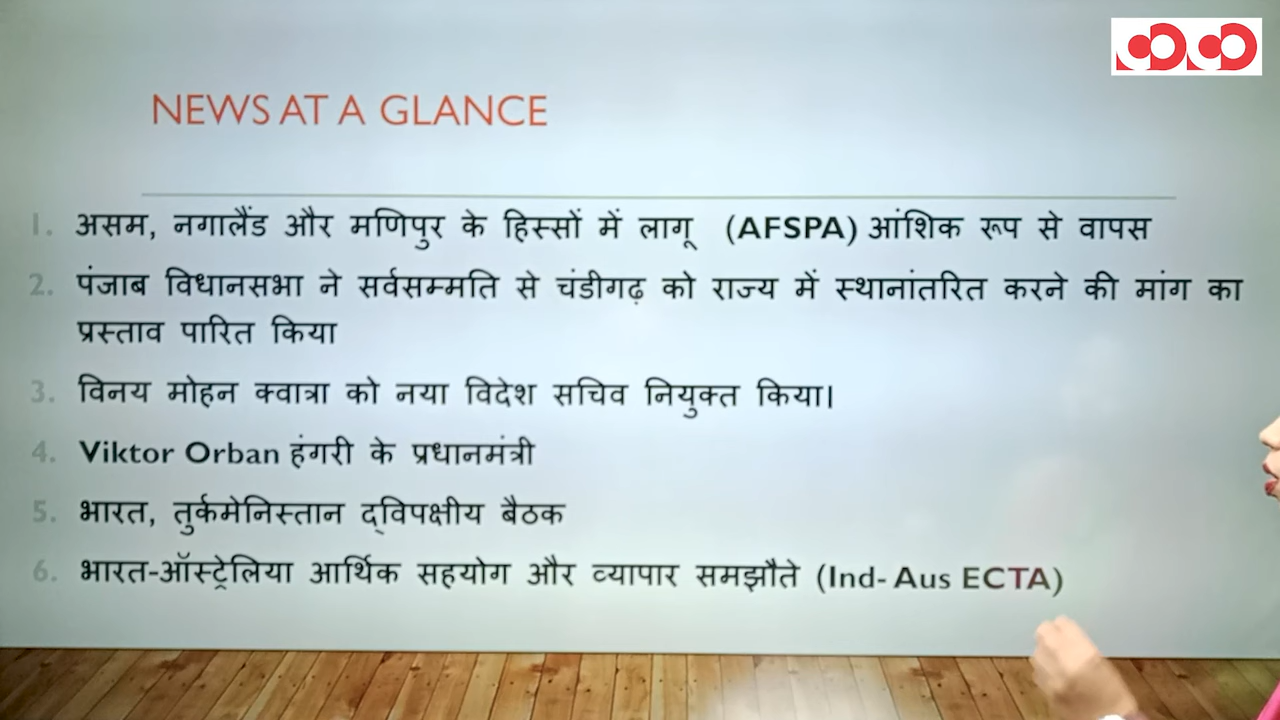 NEWS AT A GLANCE
1. असम, नगालैंड और मणिपुर के हिस्सों में लागू (AFSPA) आंशिक रूप से वापस
2. पंजाब विधानसभा ने सर्वसम्मति से चंडीगढ़ को राज्य में स्थानांतरित करने की मांग का
प्रस्ताव पारित किया
3. विनय मोहन क्वात्रा को नया विदेश सचिव नियुक्त किया।
4. Viktor Orban हंगरी के प्रधानमंत्री
5. भारत, तुर्कमेनिस्तान द्विपक्षीय बैठक
6. भारत-ऑस्ट्रेलिया आर्थिक सहयोग और व्यापार समझौते (Ind- Aus ECTA)